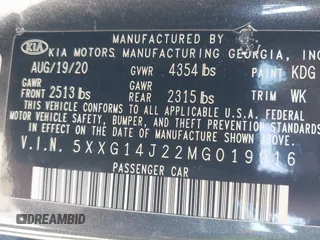 MANUFACTURED BY
KIA KIA MOTORS MANUFACTURING GEORGIA, INC
AUG/19/20 GVWR 4354 lbs PAINT KDG
GAWR GAWR
FRONT 2513 lbs REAR 2315 lbs TRIM WK
THIS VEHICLE CONFORMS TO ALL APPLICABLE U.S. FEDERAL
MOTOR VEHICLE SAFETY, BUMPER, AND THEFT PREVENTION
STANDARDS IN EFFECT ON THE DATE OF MANUFACTURE SHOWN ABOVE.
V.I.N. 5XXG14J22MG019916
PASSENGER CAR
DREAMBID